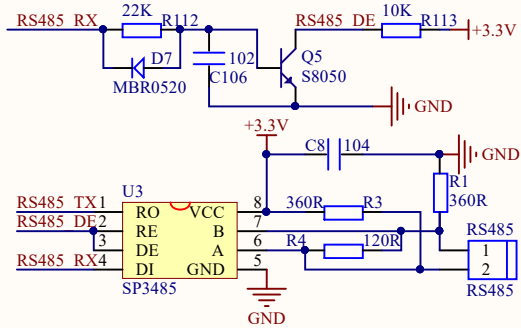 22K
RS485 RX
R112
D7
MBR0520
102
C106
RS485 DE
10K
R113
+3.3V
Q5
S8050
GND
+3.3V
C8
104
GND
R1
360R
U3
RS485 TX 1
RS485 DE 2
3
RS485 RX 4
RO
RE
DE
DI
VCC
B
A
GND
8
7
6
5
SP3485
360R
R3
R4
120R
GND
RS485
1
2
RS485